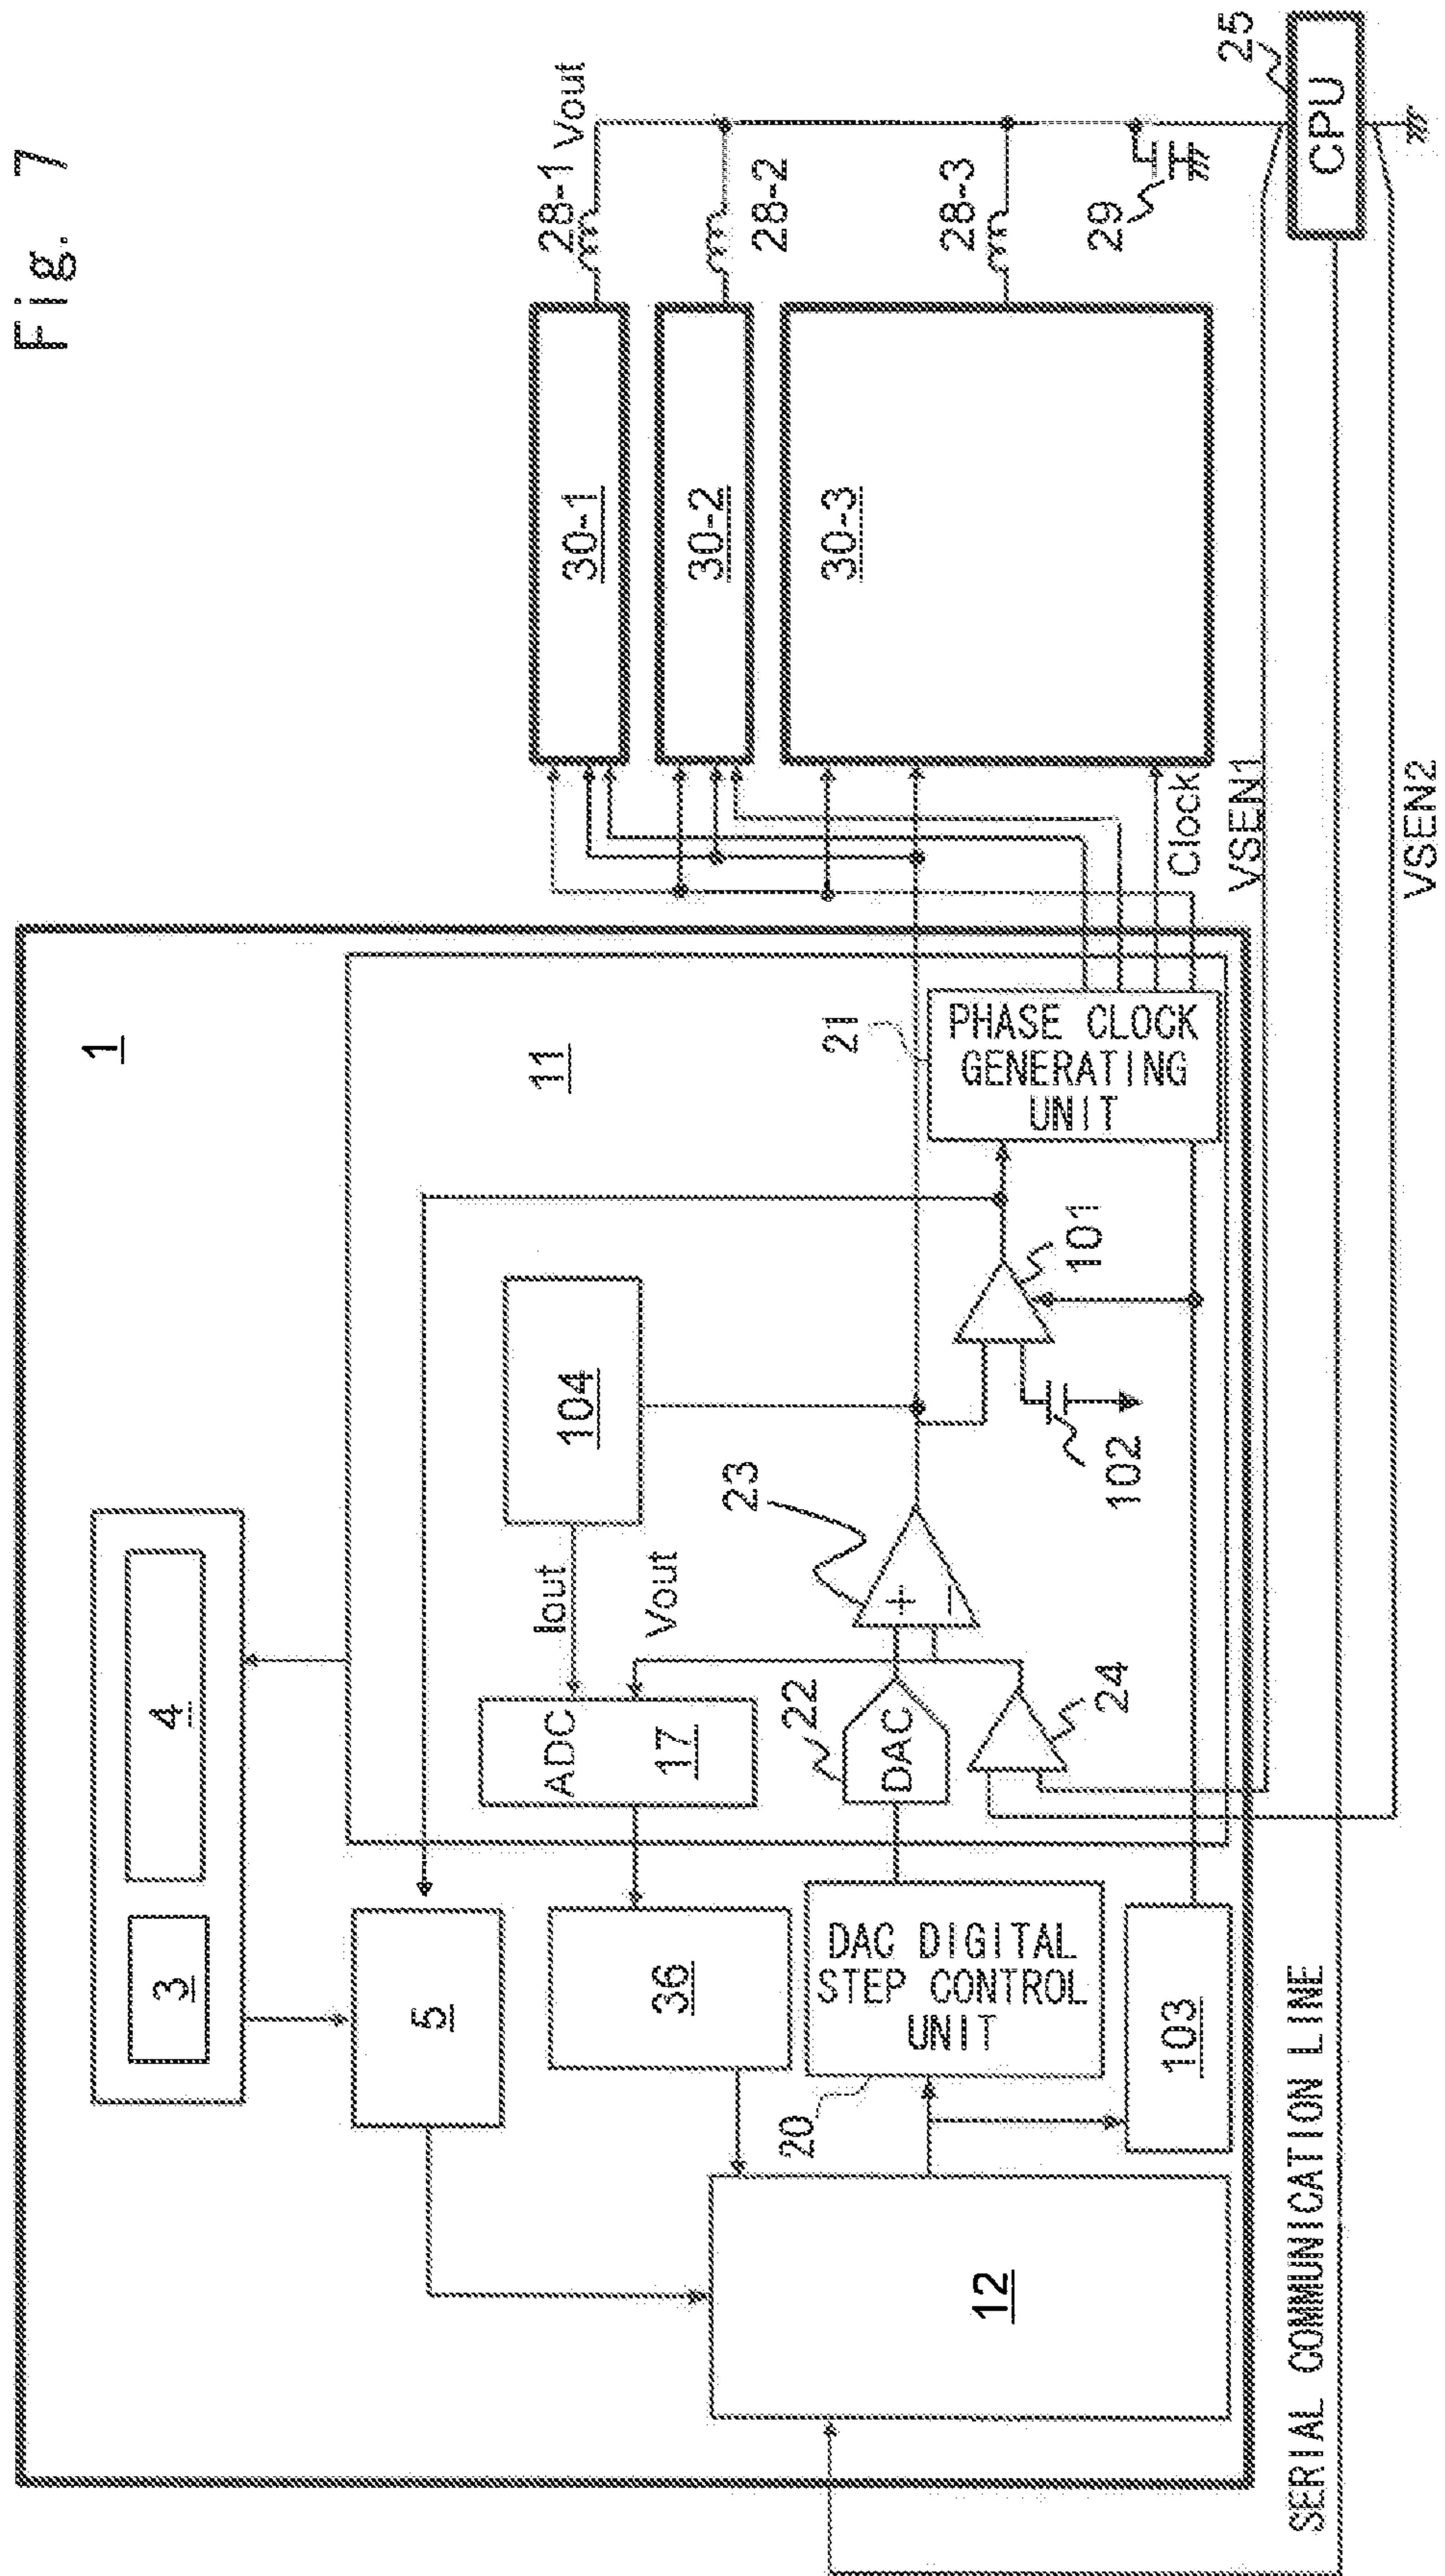 Fig. 7
1
3
4
5
11
104
Iout
Vout
ADC
17
36
12
20
DAC DIGITAL
STEP CONTROL
UNIT
103
22
DAC
23
+
−
24
101
102
21
PHASE CLOCK
GENERATING
UNIT
30-1
30-2
30-3
28-1
Vout
28-2
28-3
29
25
CPU
Clock
VSEN1
VSEN2
SERIAL COMMUNICATION LINE